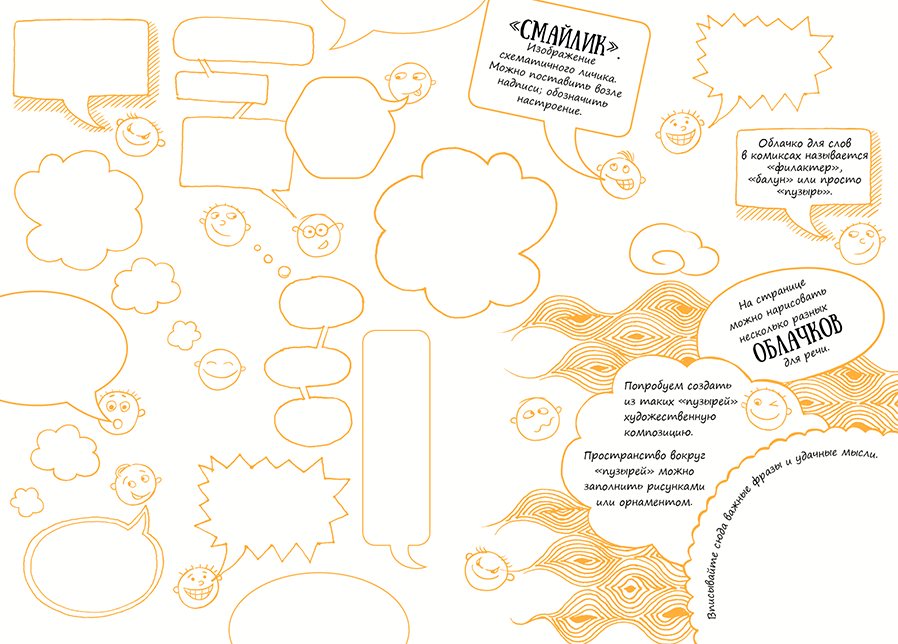 «СМАЙЛИК».
Изображение
схематичного личика.
Можно поставить возле
надписи; обозначить
настроение.
Облачко для слов
в комиксах называется
«филактер»,
«балун» или просто
«пузырь».
На странице
можно нарисовать
несколько разных
ОБЛАЧКОВ
для речи.
Попробуем создать
из таких «пузырей»
художественную
композицию.
Пространство вокруг
«пузырей» можно
заполнить рисунками
или орнаментом.
Вписывайте сюда важные фразы и удачные мысли.